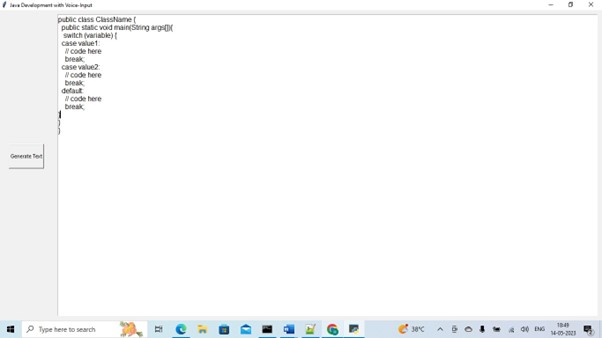 Java Development with Voice-Input
public class ClassName {
public static void main(String args[]){
switch (variable) {
case value1:
// code here
break;
case value2:
// code here
break;
default:
// code here
break;
}
}
}
Generate Text
Type here to search
38°C
ENG
18:49
14-05-2023